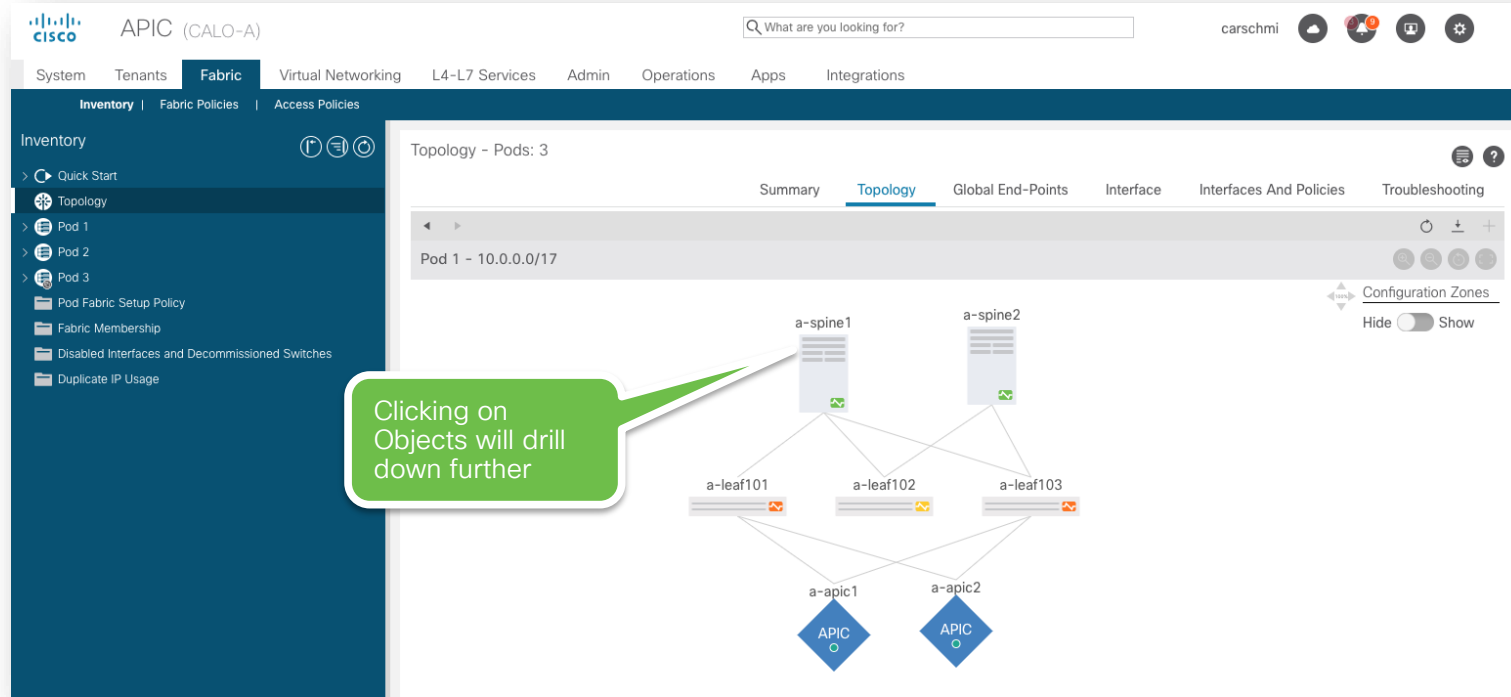 CISCO
APIC (CALO-A)
What are you looking for?
carschmi
9
System Tenants Fabric Virtual Networking L4-L7 Services Admin Operations Apps Integrations
Inventory | Fabric Policies | Access Policies
Inventory
Quick Start
Topology
Pod 1
Pod 2
Pod 3
Pod Fabric Setup Policy
Fabric Membership
Disabled Interfaces and Decommissioned Switches
Duplicate IP Usage
Topology - Pods: 3
?
Summary Topology Global End-Points Interface Interfaces And Policies Troubleshooting
Pod 1 - 10.0.0.0/17
100%
Configuration Zones
Hide Show
a-spine1
a-spine2
Clicking on
Objects will drill
down further
a-leaf101
a-leaf102
a-leaf103
a-apic1
a-apic2
APIC
APIC